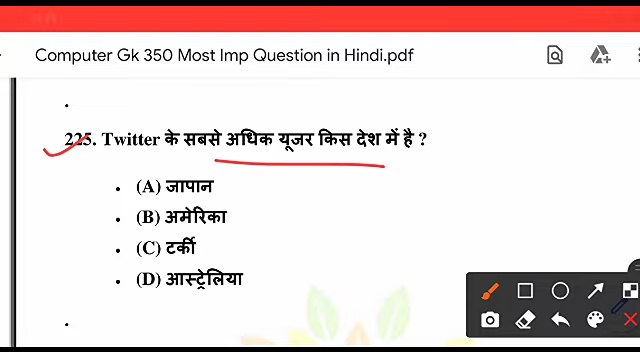 Computer Gk 350 Most Imp Question in Hindi.pdf
225. Twitter के सबसे अधिक यूजर किस देश में है ?
(A) जापान
(B) अमेरिका
(C) टर्की
(D) आस्ट्रेलिया